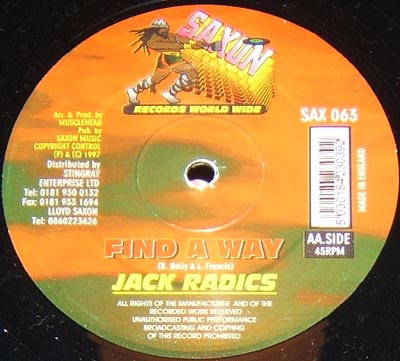 SAXON
RECORDS WORLD WIDE
Arr. & Prod. by
MUSCLEHEAD
Pub. by
SAXON MUSIC
COPYRIGHT CONTROL
(P) & (C) 1997
Distributed by
STINGRAY
ENTERPRISE LTD
Tel: 0181 930 0132
Fax: 0181 933 1694
LLOYD SAXON
Tel: 0860223626
SAX 063
5030184230392
MADE IN ENGLAND
AA.SIDE
45RPM
FIND A WAY
(B. Baily & L. Francis)
JACK RADICS
ALL RIGHTS OF THE MANUFACTURER AND OF THE
RECORDED WORK RESERVED
UNAUTHORISED PUBLIC PERFORMANCE
BROADCASTING AND COPYING
OF THIS RECORD PROHIBITED